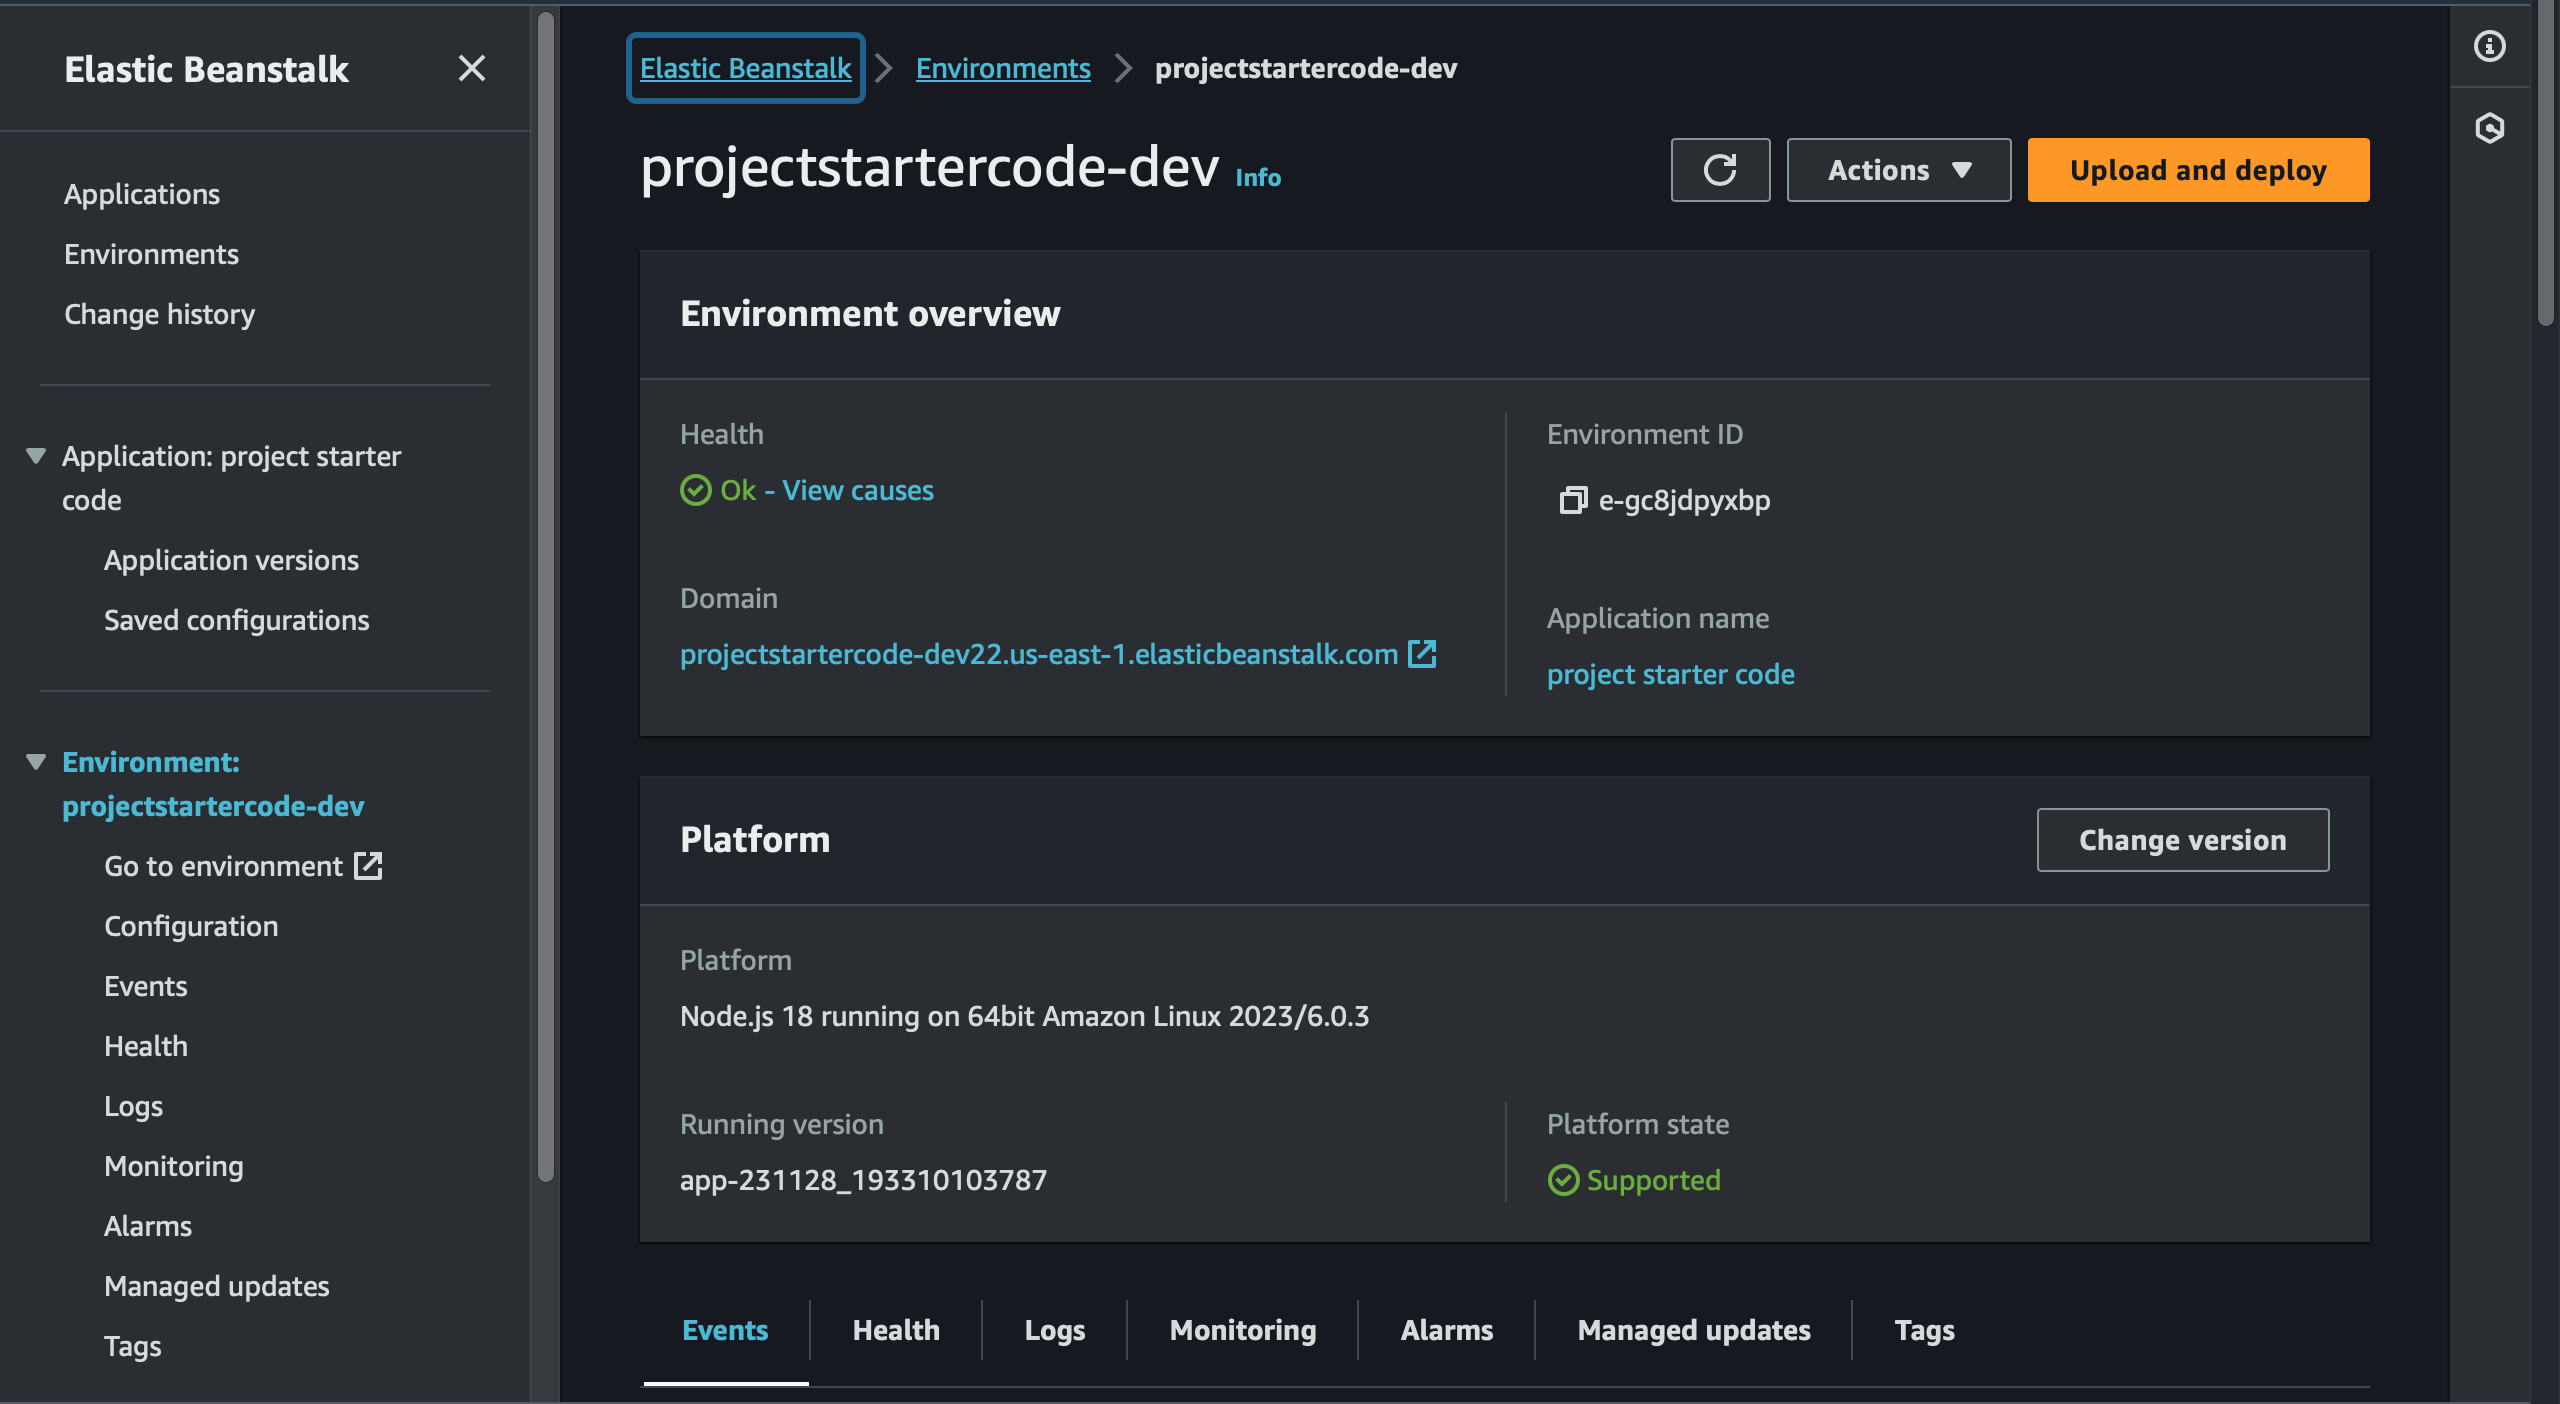 Elastic Beanstalk
Applications
Environments
Change history
Application: project starter
code
Application versions
Saved configurations
Environment:
projectstartercode-dev
Go to environment
Configuration
Events
Health
Logs
Monitoring
Alarms
Managed updates
Tags
Elastic Beanstalk Environments projectstartercode-dev
projectstartercode-dev Info
Actions Upload and deploy
Environment overview
Health
Ok - View causes
Domain
projectstartercode-dev22.us-east-1.elasticbeanstalk.com
Environment ID
e-gc8jdpyxbp
Application name
project starter code
Platform
Change version
Platform
Node.js 18 running on 64bit Amazon Linux 2023/6.0.3
Running version
app-231128_193310103787
Platform state
Supported
Events Health Logs Monitoring Alarms Managed updates Tags